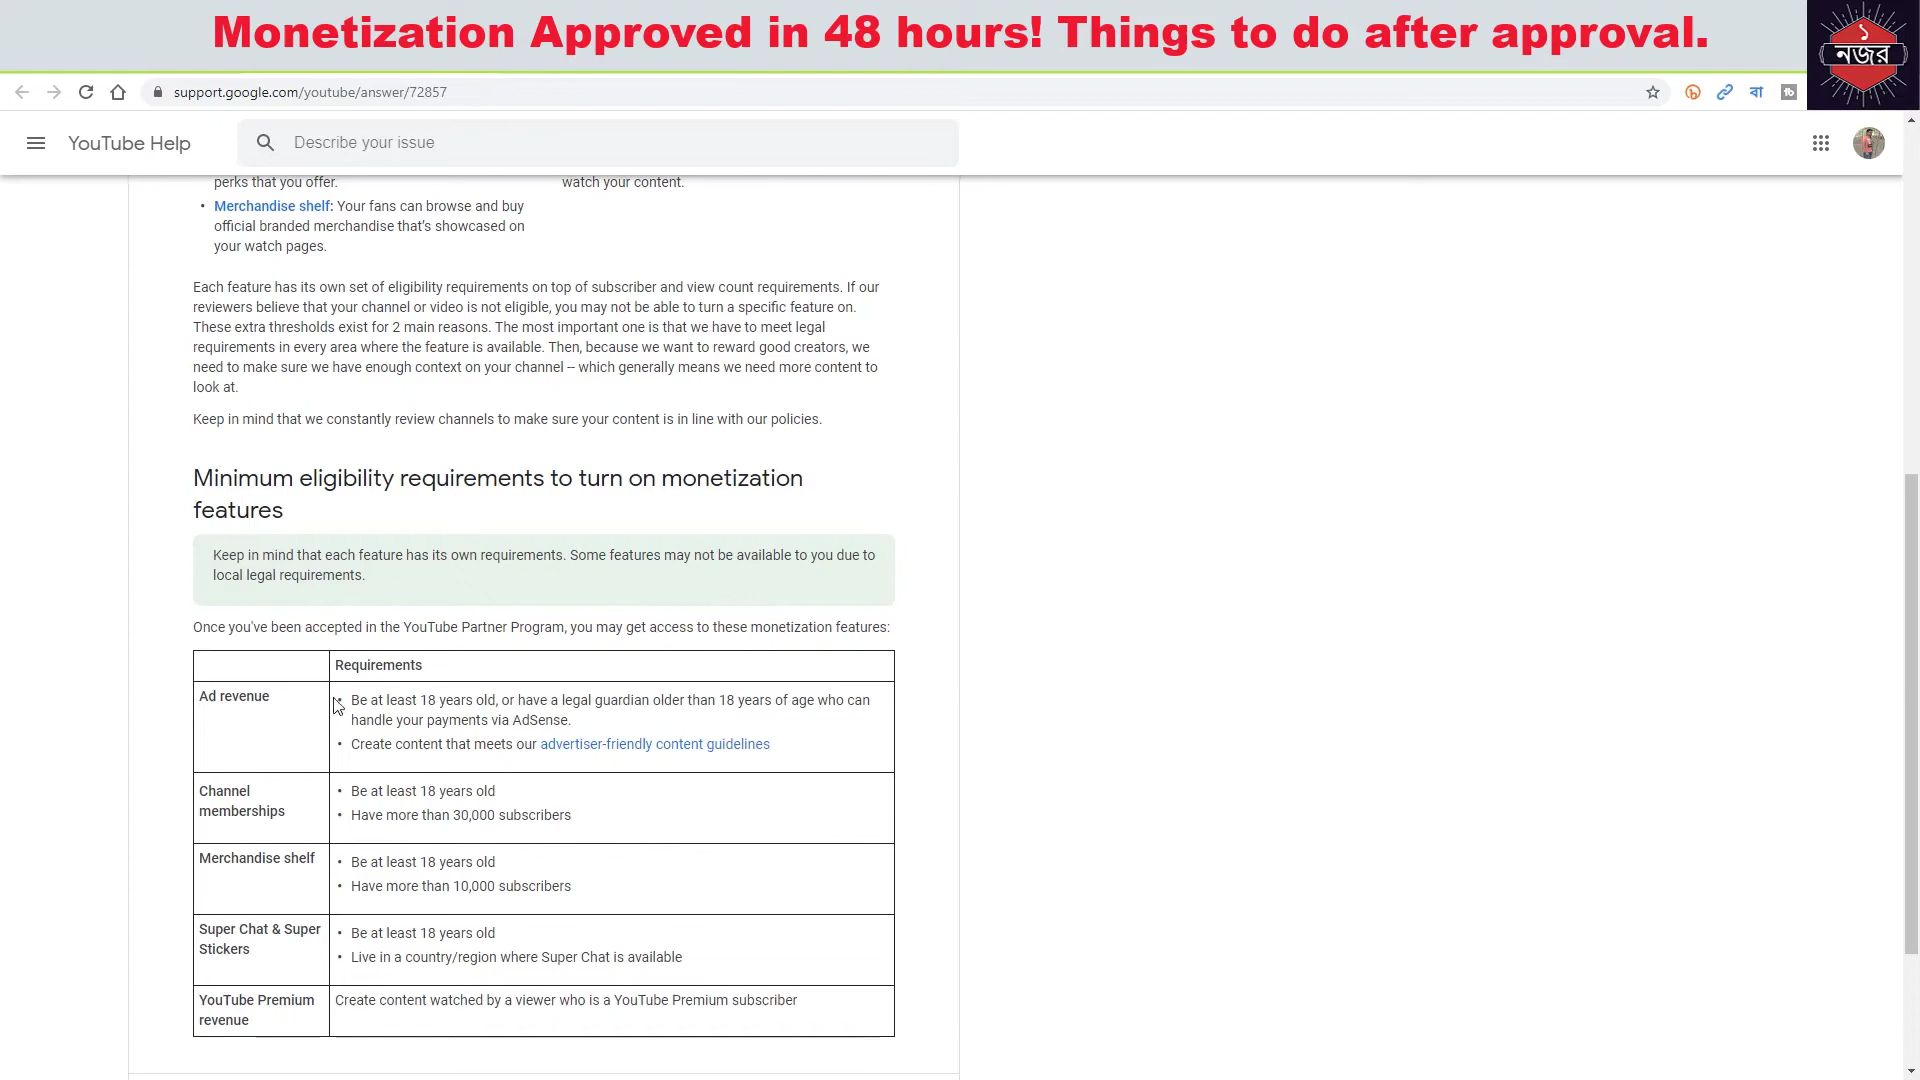 Monetization Approved in 48 hours! Things to do after approval.
১
নজর
support.google.com/youtube/answer/72857
বা
YouTube Help
Describe your issue
perks that you offer.
watch your content.
• Merchandise shelf: Your fans can browse and buy
official branded merchandise that's showcased on
your watch pages.
Each feature has its own set of eligibility requirements on top of subscriber and view count requirements. If our
reviewers believe that your channel or video is not eligible, you may not be able to turn a specific feature on.
These extra thresholds exist for 2 main reasons. The most important one is that we have to meet legal
requirements in every area where the feature is available. Then, because we want to reward good creators, we
need to make sure we have enough context on your channel -- which generally means we need more content to
look at.
Keep in mind that we constantly review channels to make sure your content is in line with our policies.
Minimum eligibility requirements to turn on monetization
features
Keep in mind that each feature has its own requirements. Some features may not be available to you due to
local legal requirements.
Once you've been accepted in the YouTube Partner Program, you may get access to these monetization features:
Requirements
Ad revenue
• Be at least 18 years old, or have a legal guardian older than 18 years of age who can
handle your payments via AdSense.
• Create content that meets our advertiser-friendly content guidelines
Channel
memberships
• Be at least 18 years old
• Have more than 30,000 subscribers
Merchandise shelf
• Be at least 18 years old
• Have more than 10,000 subscribers
Super Chat & Super
Stickers
• Be at least 18 years old
• Live in a country/region where Super Chat is available
YouTube Premium
revenue
Create content watched by a viewer who is a YouTube Premium subscriber